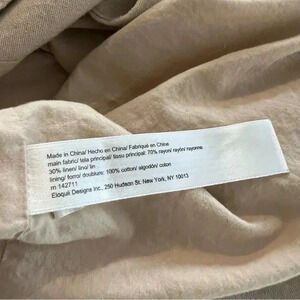 Made in China/ Hecho en China/ Fabriqué en Chine
main fabric/ tela principal/ tissu principal: 70% rayon/ rayón/ rayonne
30% linen/ lino/ lin
lining/ forro/ doublure: 100% cotton/ algodón/ coton
rn 142711
Eloquii Designs Inc., 250 Hudson St. New York, NY 10013